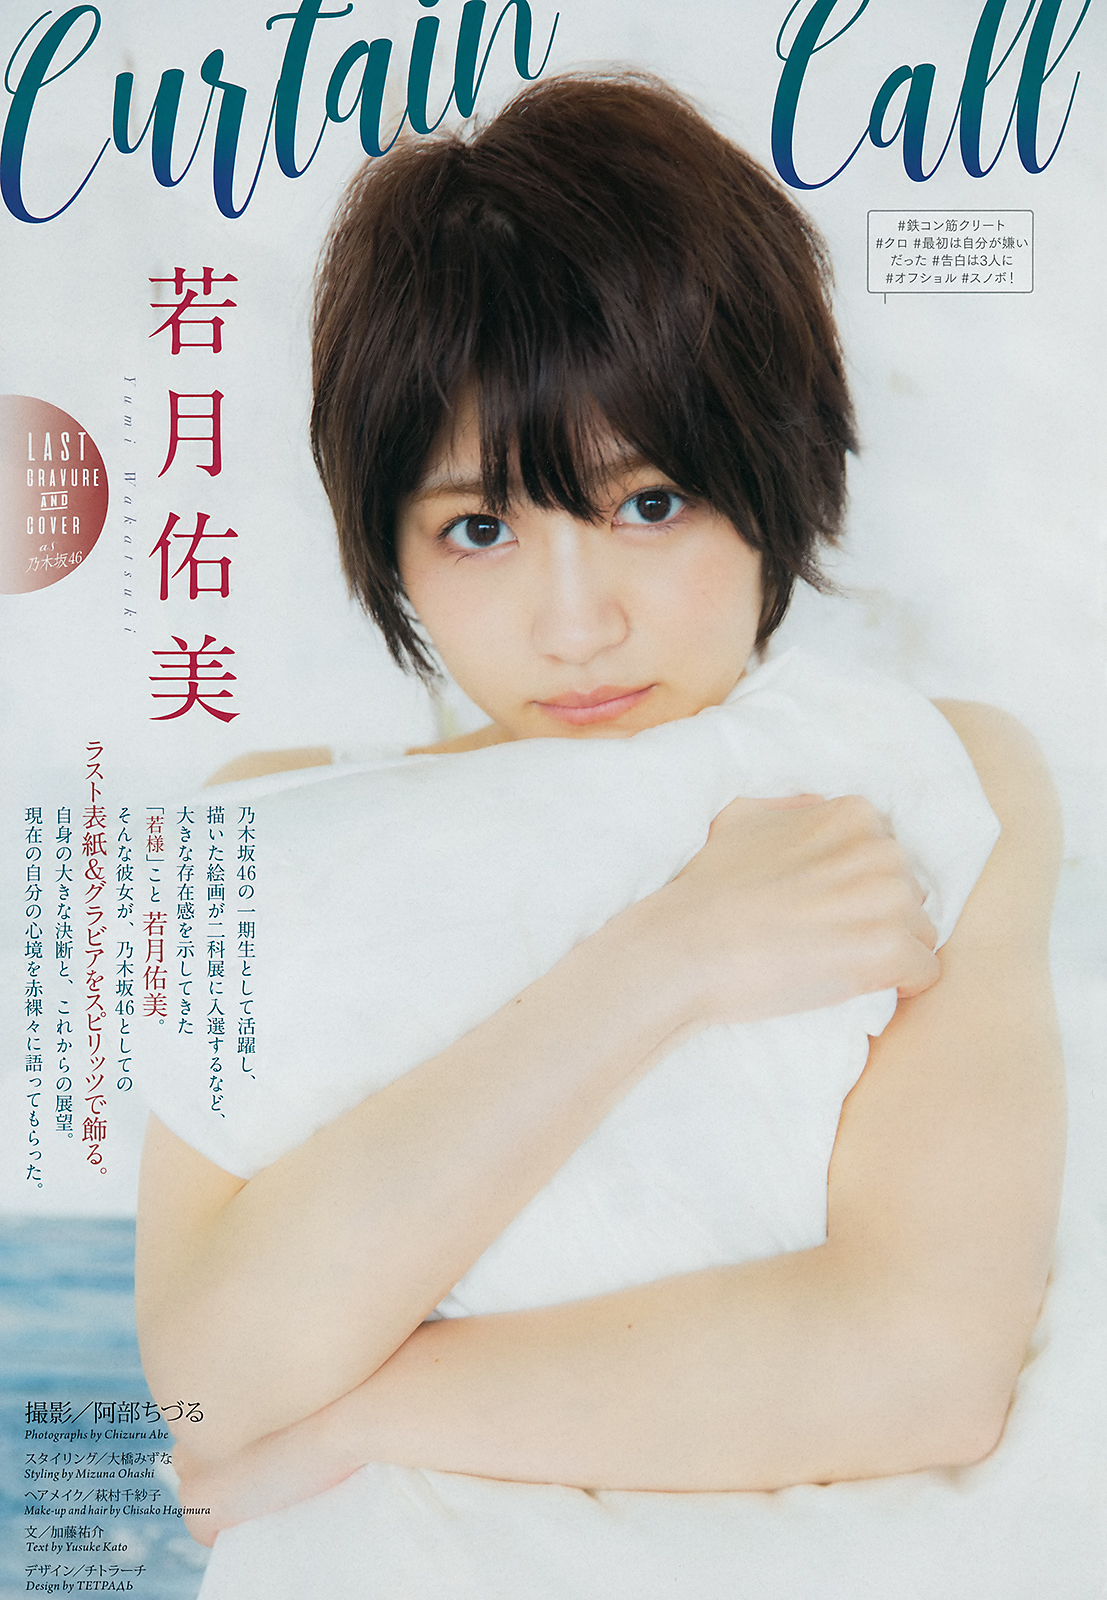 Curtain Call
#鉄コン筋クリート
#クロ #最初は自分が嫌い
だった #告白は3人に
#オフショル #スノボ！
若月佑美
Yumi Wakatsuki
LAST
GRAVURE
AND
COVER
as
乃木坂46
乃木坂46の一期生として活躍し、
描いた絵画が二科展に入選するなど、
大きな存在感を示してきた
「若様」こと若月佑美。
そんな彼女が、乃木坂46としての
ラスト表紙&グラビアをスピリッツで飾る。
自身の大きな決断と、これからの展望。
現在の自分の心境を赤裸々に語ってもらった。
撮影／阿部ちづる
Photographs by Chizuru Abe
スタイリング／大橋みずな
Styling by Mizuna Ohashi
ヘアメイク／萩村千紗子
Make-up and hair by Chisako Hagimura
文／加藤祐介
Text by Yusuke Kato
デザイン／チトラーチ
Design by ТЕТРАДЬ